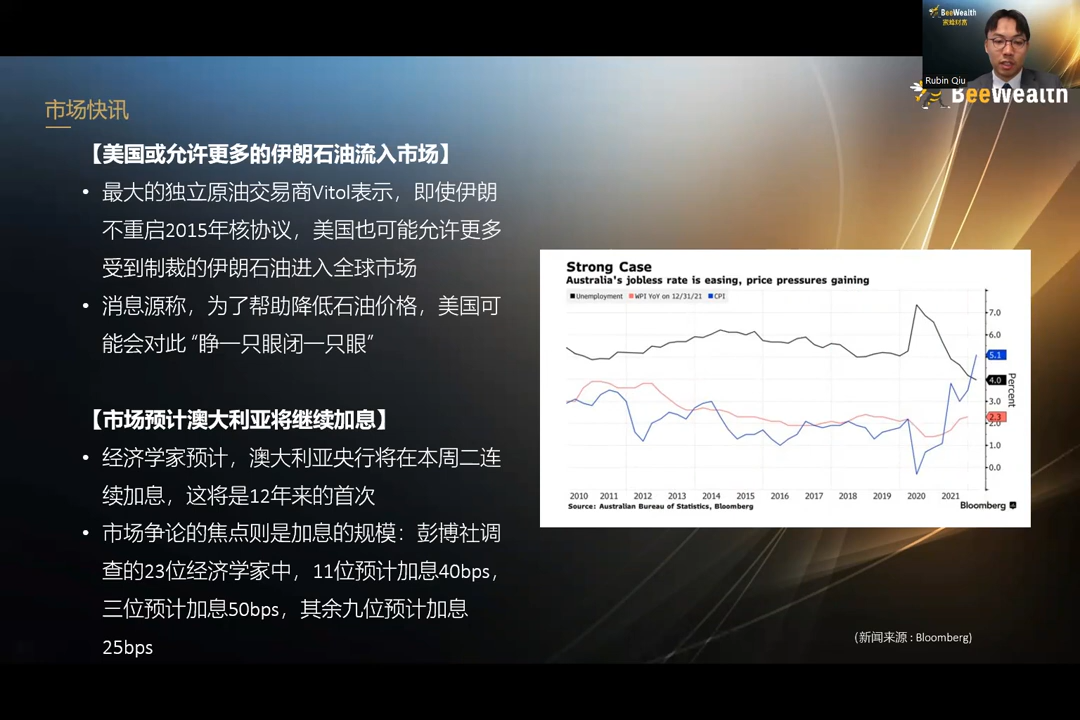 BeeWealth
蜜蜂财富
Rubin Qiu
BeeWealth
市场快讯
【美国或允许更多的伊朗石油流入市场】
• 最大的独立原油交易商Vitol表示，即使伊朗
不重启2015年核协议，美国也可能允许更多
受到制裁的伊朗石油进入全球市场
• 消息源称，为了帮助降低石油价格，美国可
能会对此 “睁一只眼闭一只眼”
【市场预计澳大利亚将继续加息】
• 经济学家预计，澳大利亚央行将在本周二连
续加息，这将是12年来的首次
• 市场争论的焦点则是加息的规模：彭博社调
查的23位经济学家中，11位预计加息40bps，
三位预计加息50bps，其余九位预计加息
25bps
Strong Case
Australia's jobless rate is easing, price pressures gaining
Unemployment WPI YoY on 12/31/21 CPI
7.0
6.0
5.1
4.0
3.0
2.3
2.0
1.0
0.0
Percent
2010 2011 2012 2013 2014 2015 2016 2017 2018 2019 2020 2021
Source: Australian Bureau of Statistics, Bloomberg
Bloomberg
(新闻来源 : Bloomberg)